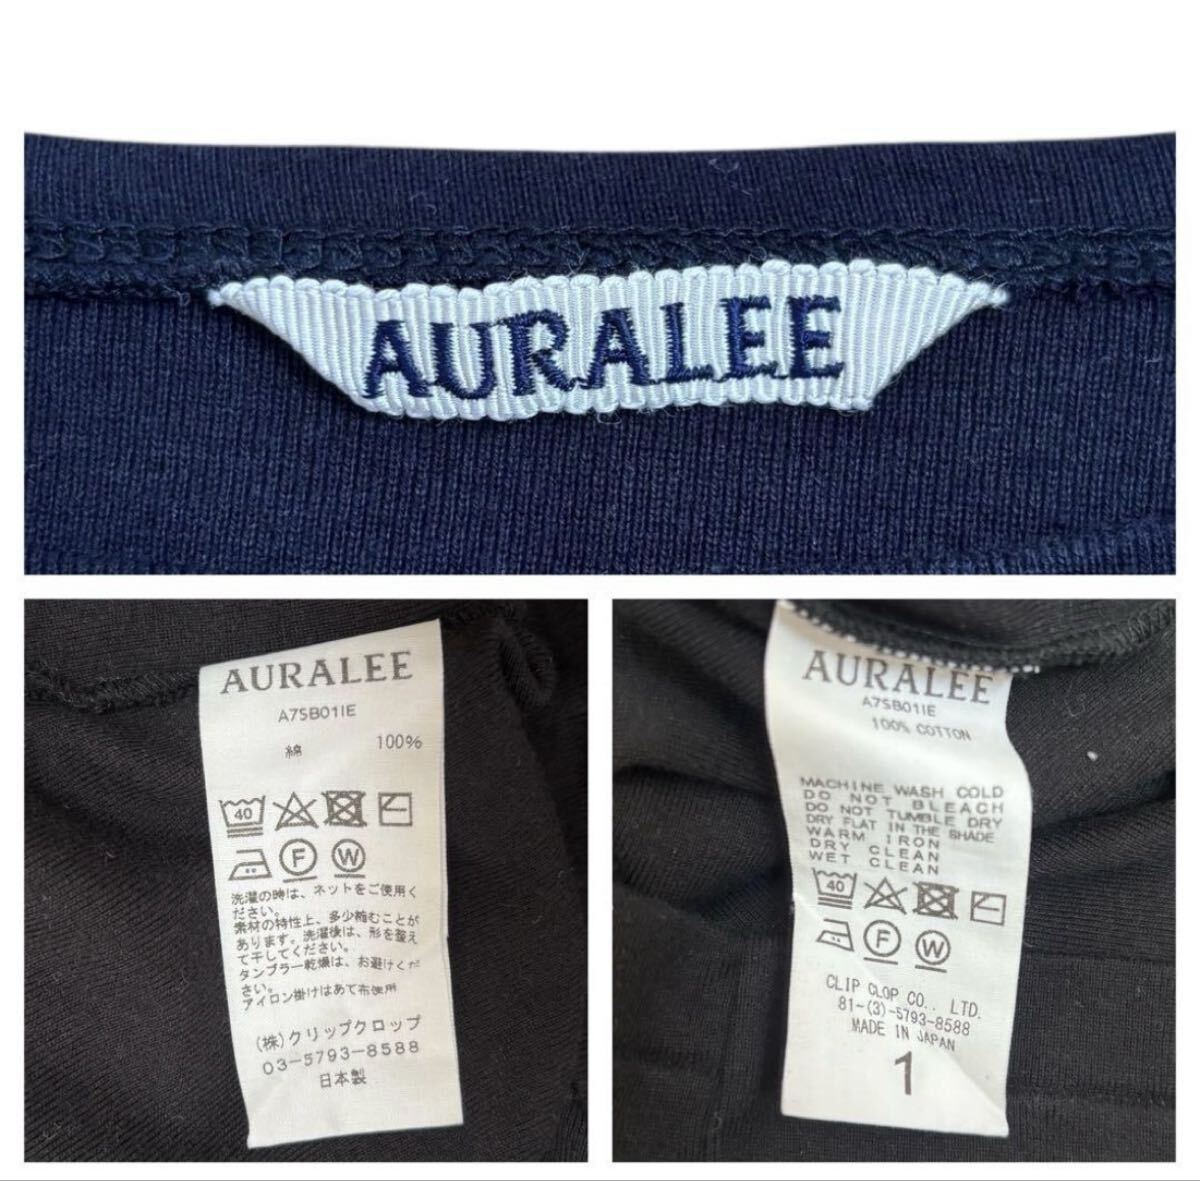 AURALEE
AURALEE
A7SB01IE
綿 100%
40
F W
洗濯の時は、ネットをご使用く
ださい。
素材の特性上、多少縮むことが
あります。洗濯後は、形を整え
て干してください。
タンブラー乾燥は、お避けくだ
さい。
アイロン掛けはあて布使用
(株)クリップクロップ
03-5793-8588
日本製
AURALEE
A7SB01IE
100% COTTON
MACHINE WASH COLD
DO NOT BLEACH
DO NOT TUMBLE DRY
DRY FLAT IN THE SHADE
WARM IRON
DRY CLEAN
WET CLEAN
40
F W
CLIP CLOP CO., LTD.
81-(3)-5793-8588
MADE IN JAPAN
1